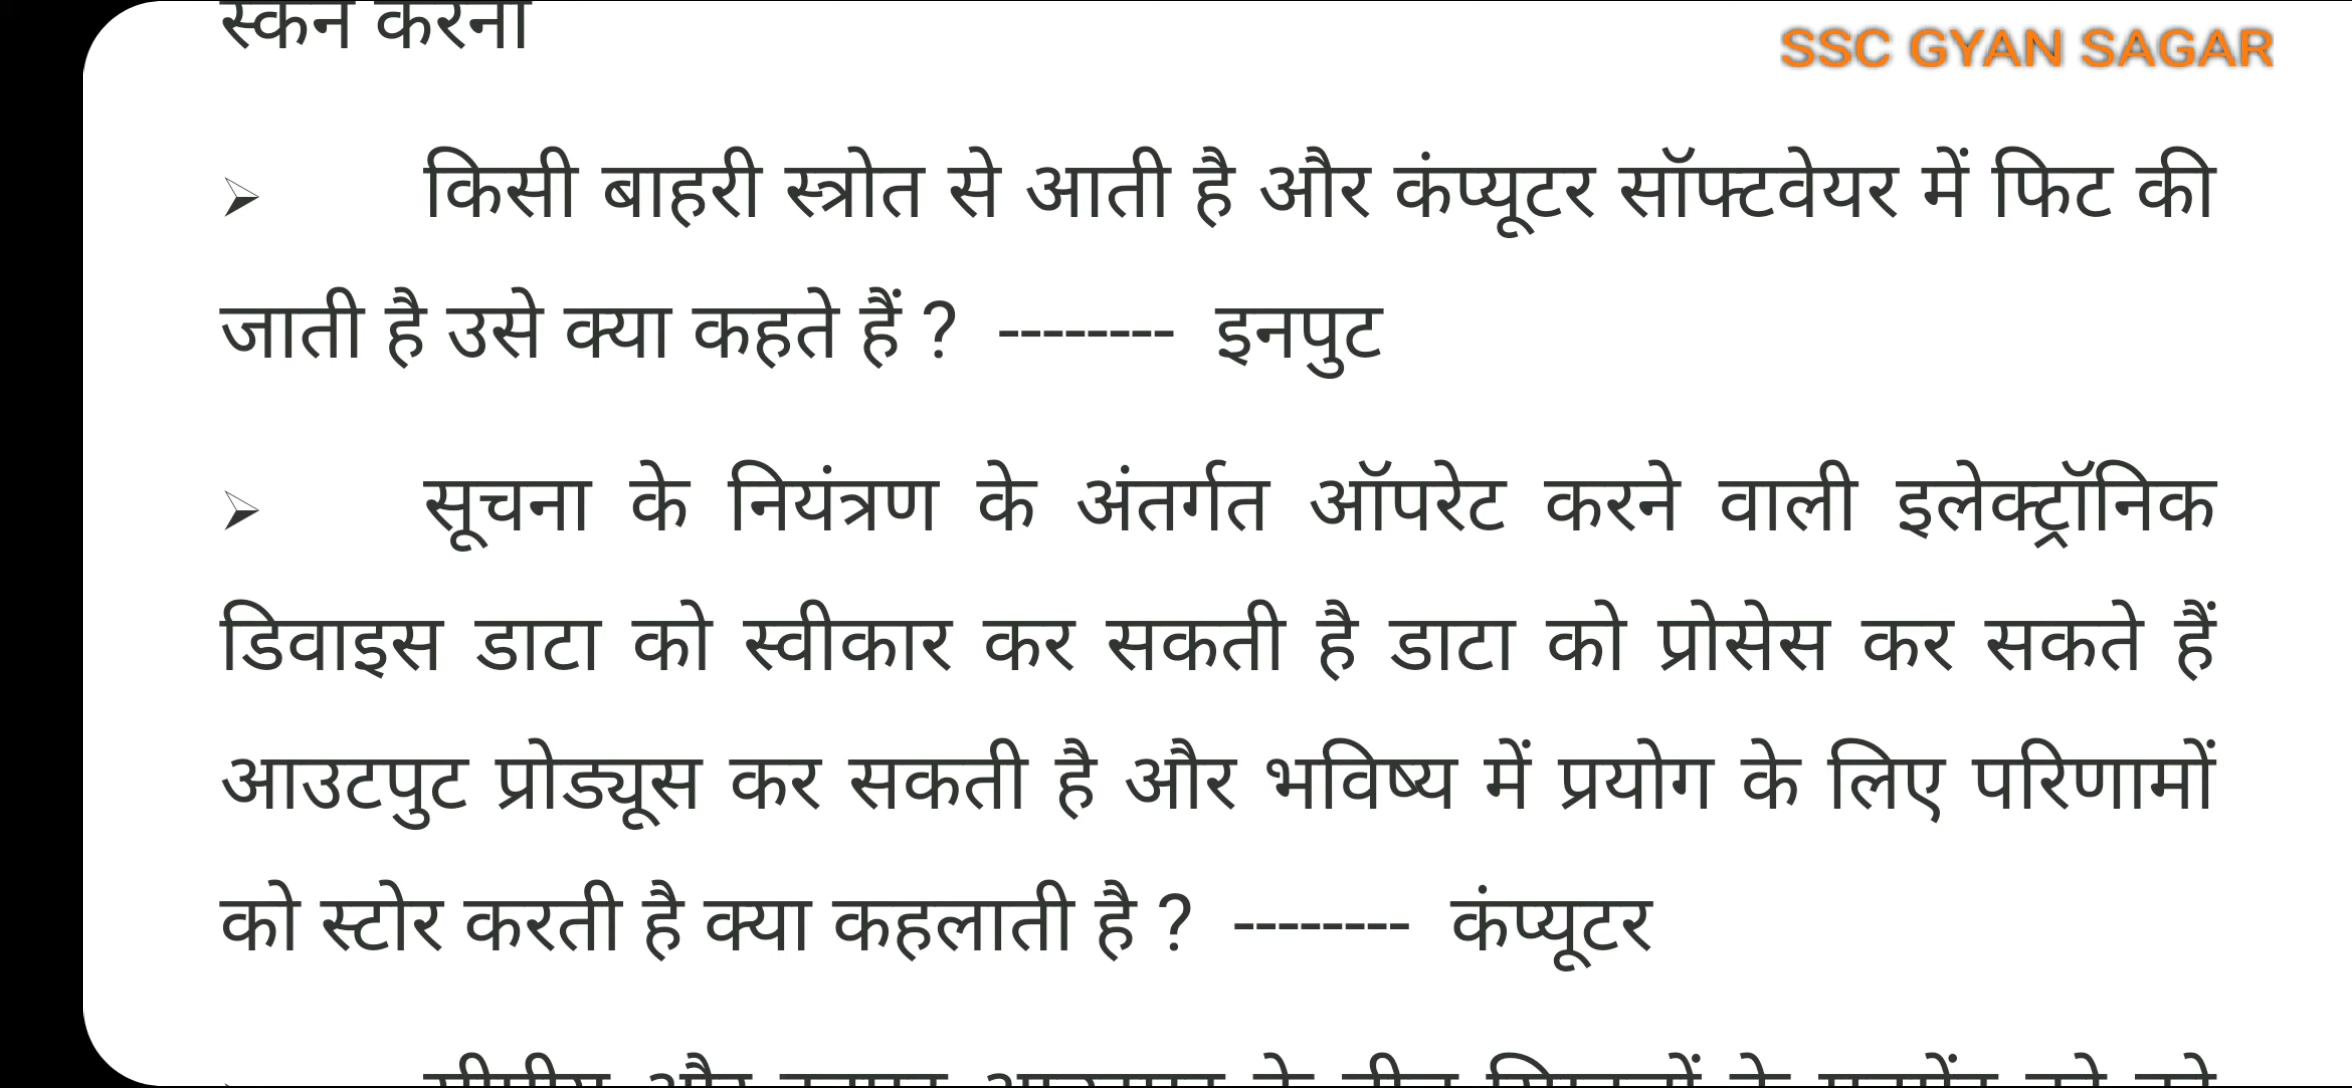 स्कैन करना
SSC GYAN SAGAR
➢ किसी बाहरी स्त्रोत से आती है और कंप्यूटर सॉफ्टवेयर में फिट की
जाती है उसे क्या कहते हैं ? -------- इनपुट
➢ सूचना के नियंत्रण के अंतर्गत ऑपरेट करने वाली इलेक्ट्रॉनिक
डिवाइस डाटा को स्वीकार कर सकती है डाटा को प्रोसेस कर सकते हैं
आउटपुट प्रोड्यूस कर सकती है और भविष्य में प्रयोग के लिए परिणामों
को स्टोर करती है क्या कहलाती है ? -------- कंप्यूटर